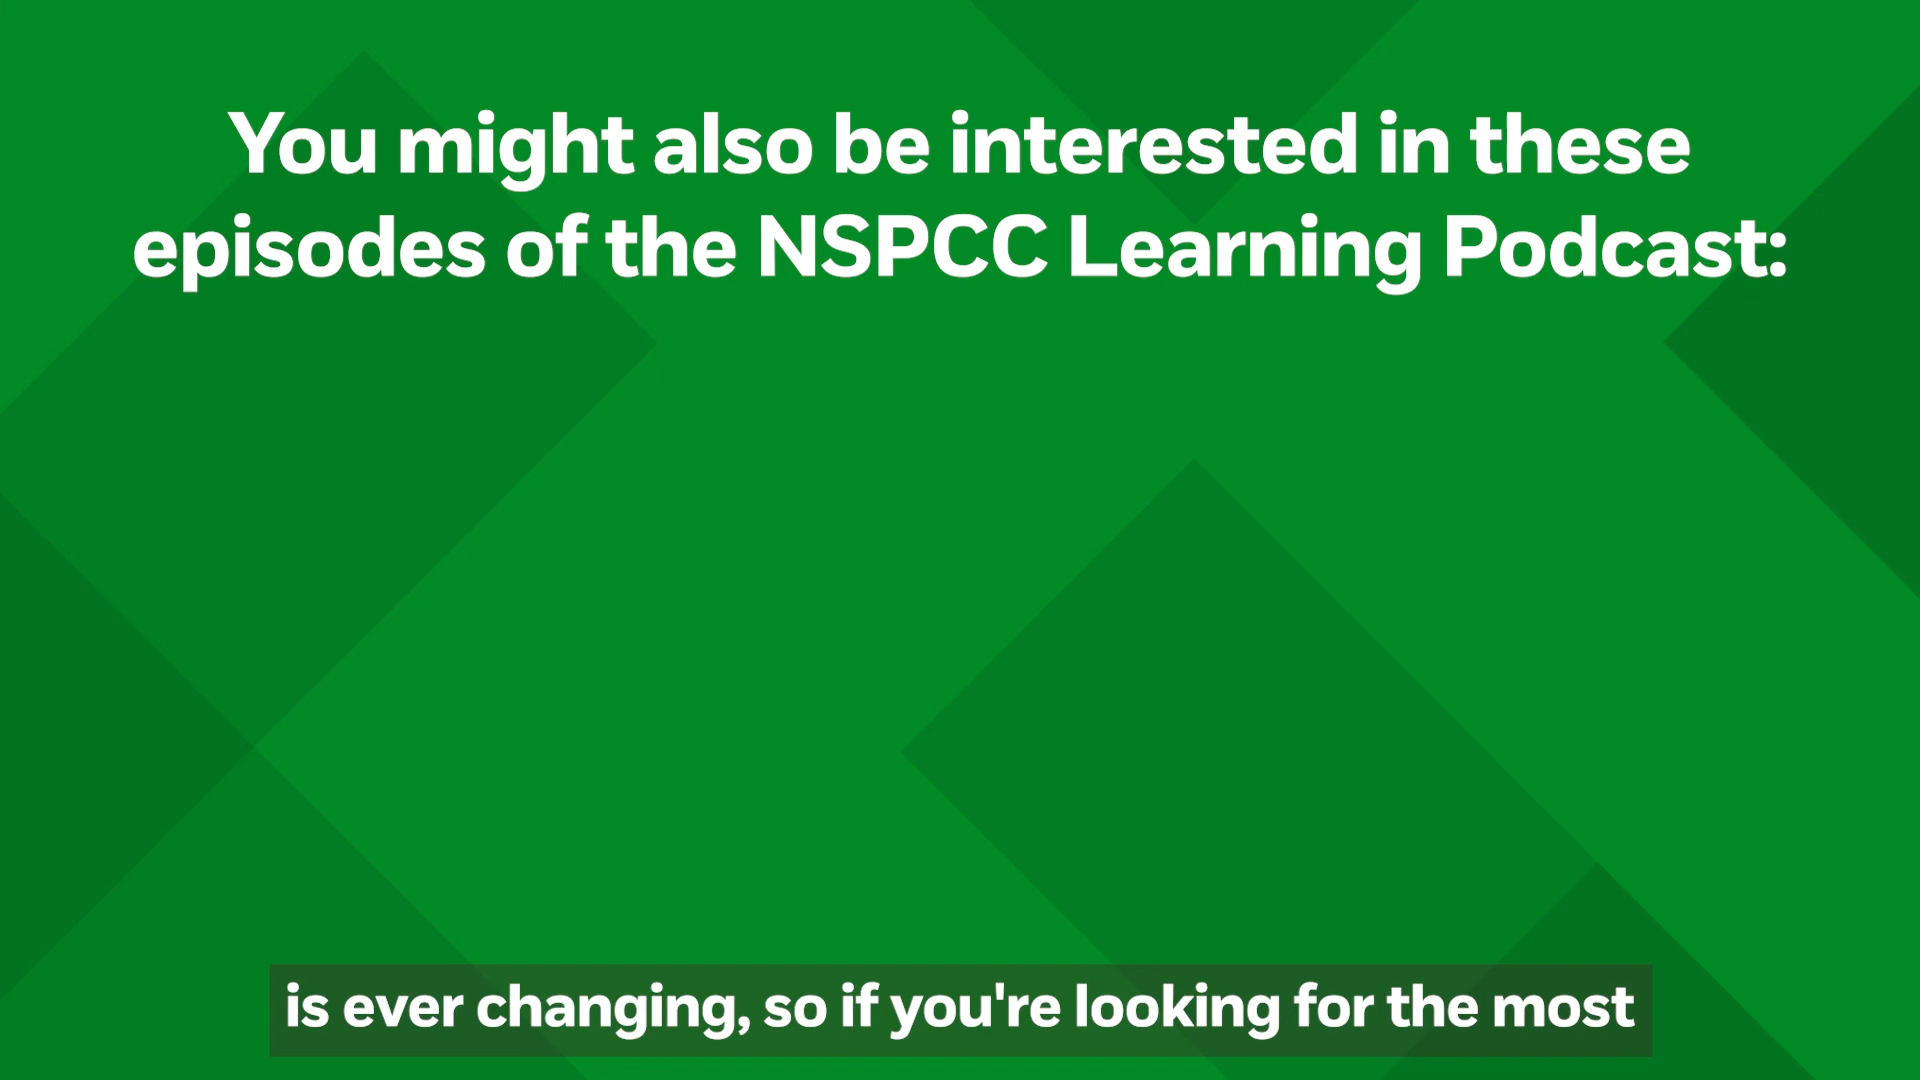 You might also be interested in these
episodes of the NSPCC Learning Podcast:
is ever changing, so if you're looking for the most